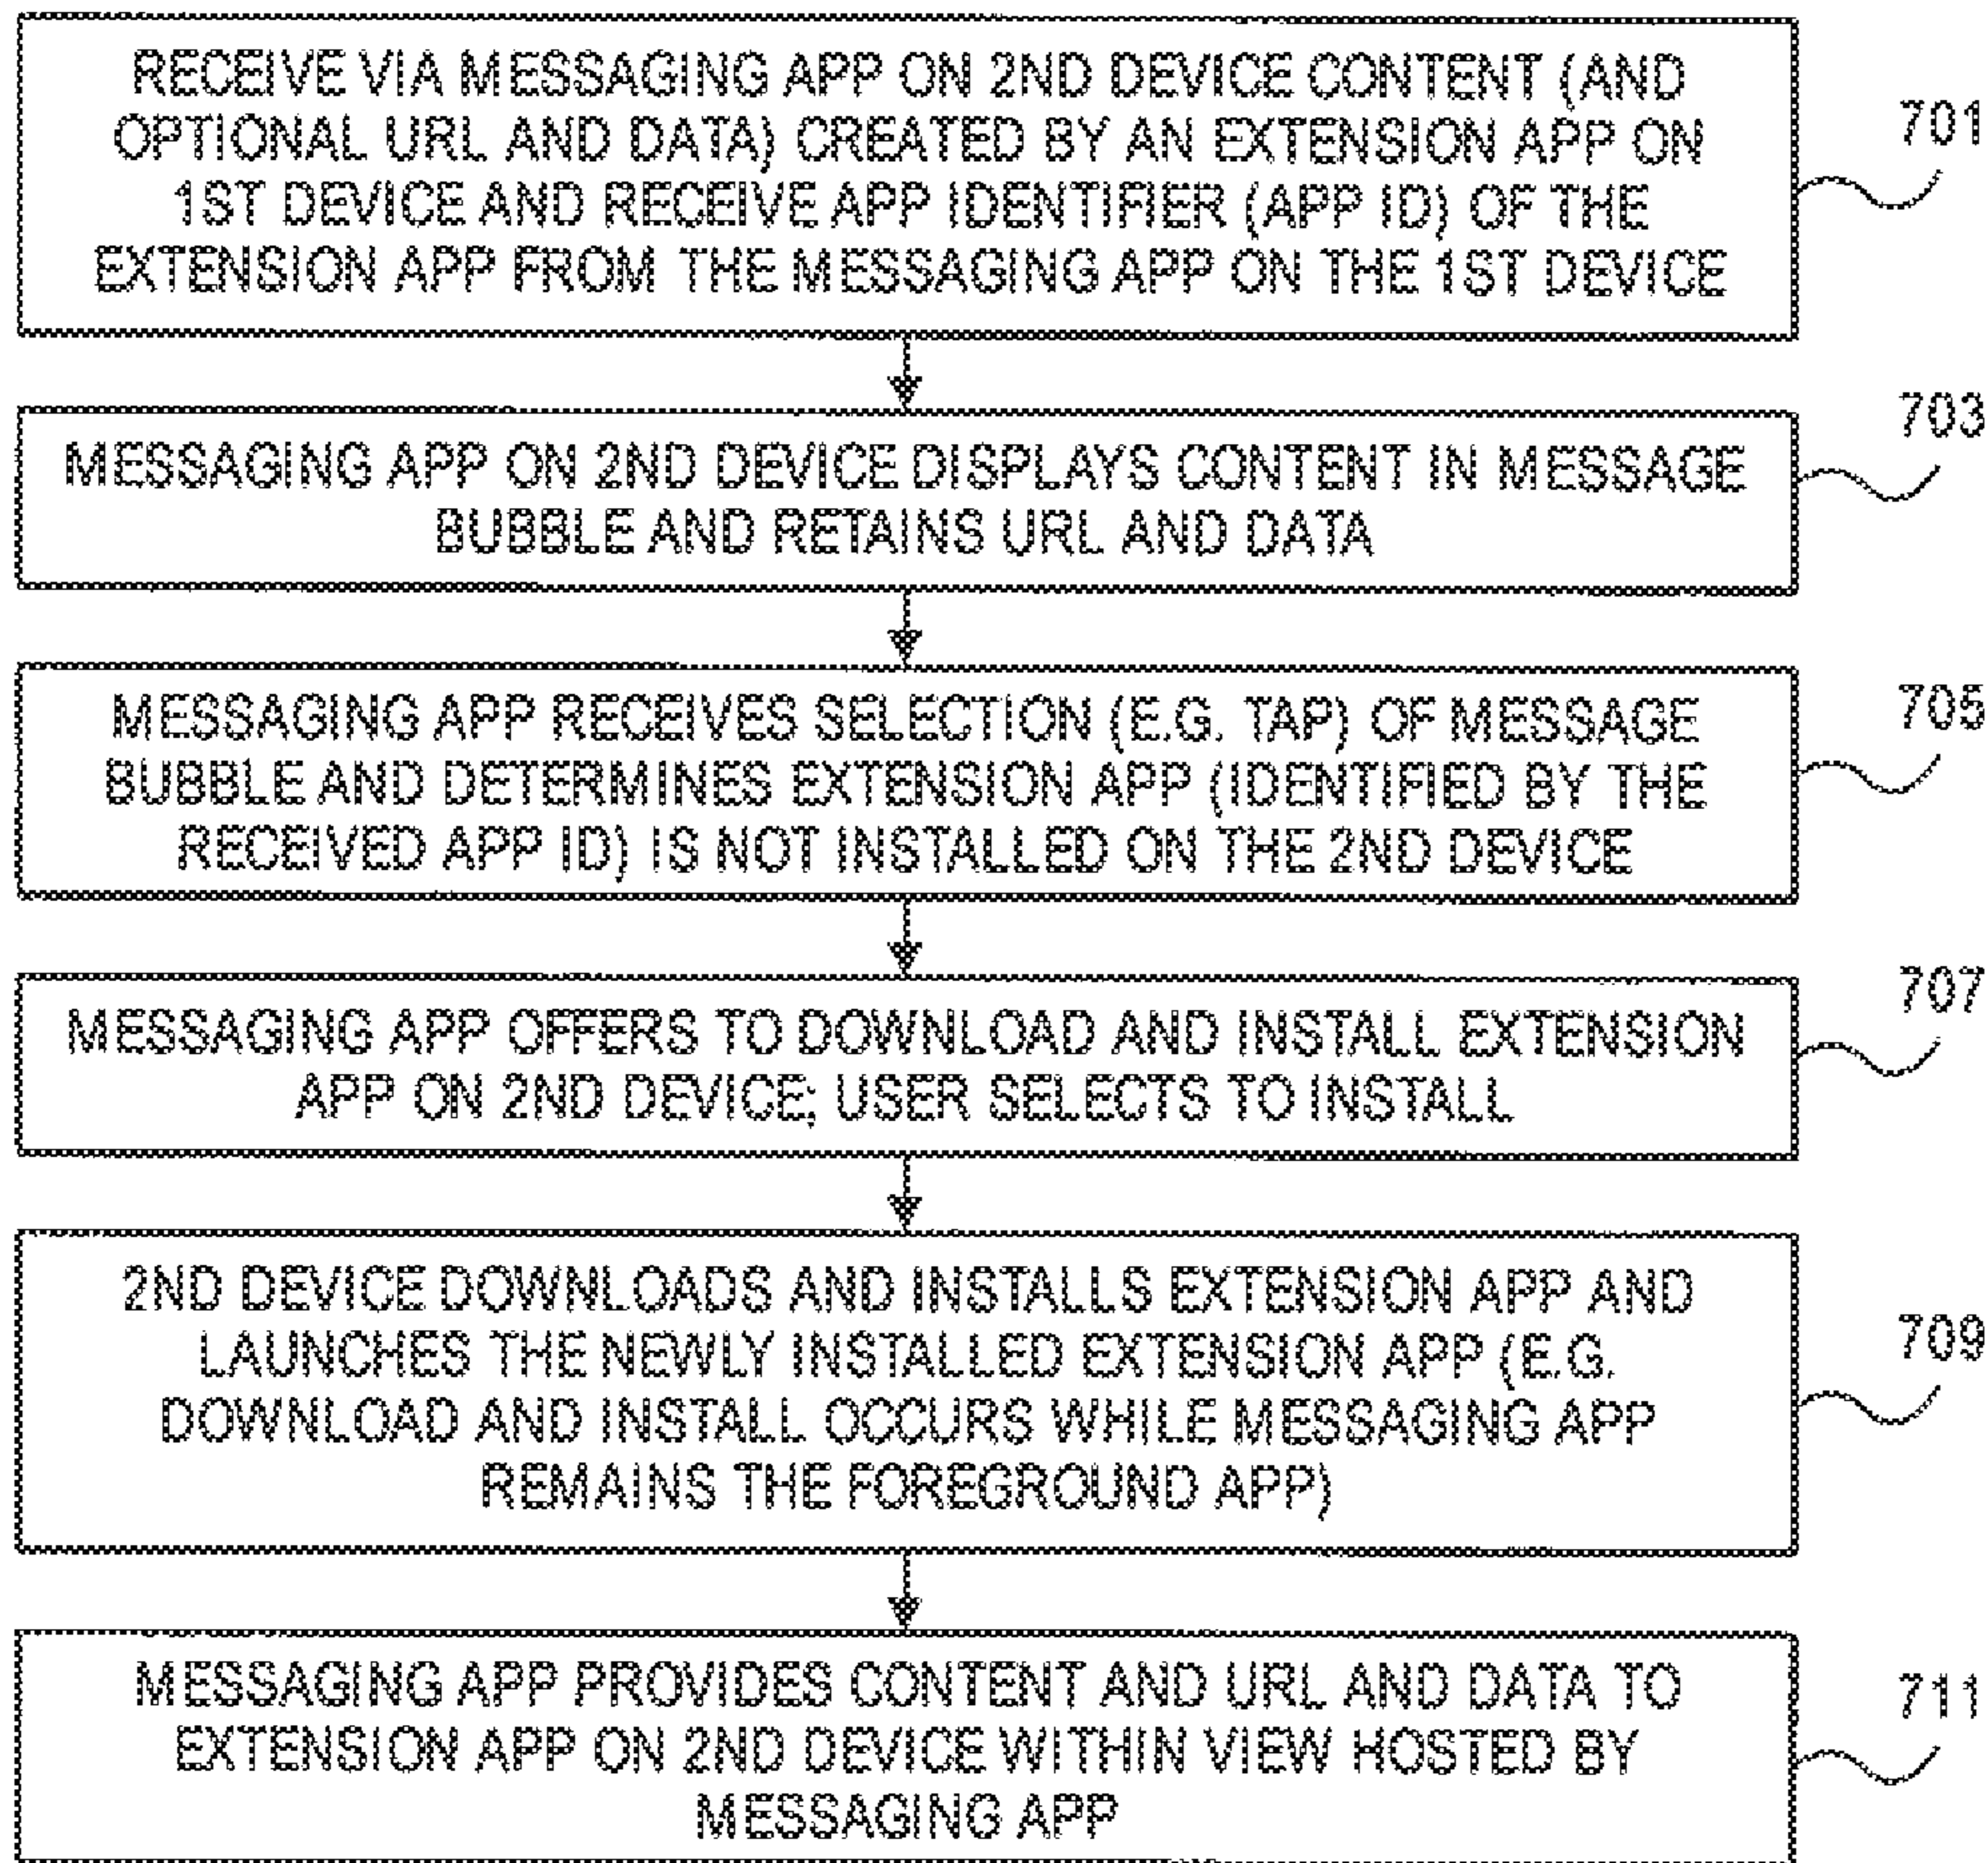 RECEIVE VIA MESSAGING APP ON 2ND DEVICE CONTENT (AND
OPTIONAL URL AND DATA) CREATED BY AN EXTENSION APP ON
1ST DEVICE AND RECEIVE APP IDENTIFIER (APP ID) OF THE
EXTENSION APP FROM THE MESSAGING APP ON THE 1ST DEVICE
701
MESSAGING APP ON 2ND DEVICE DISPLAYS CONTENT IN MESSAGE
BUBBLE AND RETAINS URL AND DATA
703
MESSAGING APP RECEIVES SELECTION (E.G. TAP) OF MESSAGE
BUBBLE AND DETERMINES EXTENSION APP (IDENTIFIED BY THE
RECEIVED APP ID) IS NOT INSTALLED ON THE 2ND DEVICE
705
MESSAGING APP OFFERS TO DOWNLOAD AND INSTALL EXTENSION
APP ON 2ND DEVICE; USER SELECTS TO INSTALL
707
2ND DEVICE DOWNLOADS AND INSTALLS EXTENSION APP AND
LAUNCHES THE NEWLY INSTALLED EXTENSION APP (E.G.
DOWNLOAD AND INSTALL OCCURS WHILE MESSAGING APP
REMAINS THE FOREGROUND APP)
709
MESSAGING APP PROVIDES CONTENT AND URL AND DATA TO
EXTENSION APP ON 2ND DEVICE WITHIN VIEW HOSTED BY
MESSAGING APP
711